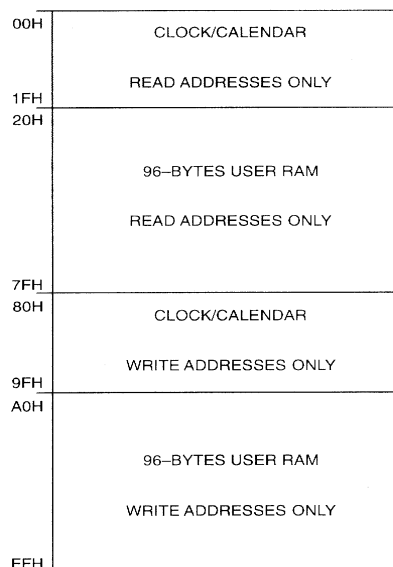 00H
CLOCK/CALENDAR
READ ADDRESSES ONLY
1FH
20H
96–BYTES USER RAM
READ ADDRESSES ONLY
7FH
80H
CLOCK/CALENDAR
WRITE ADDRESSES ONLY
9FH
A0H
96–BYTES USER RAM
WRITE ADDRESSES ONLY
FFH